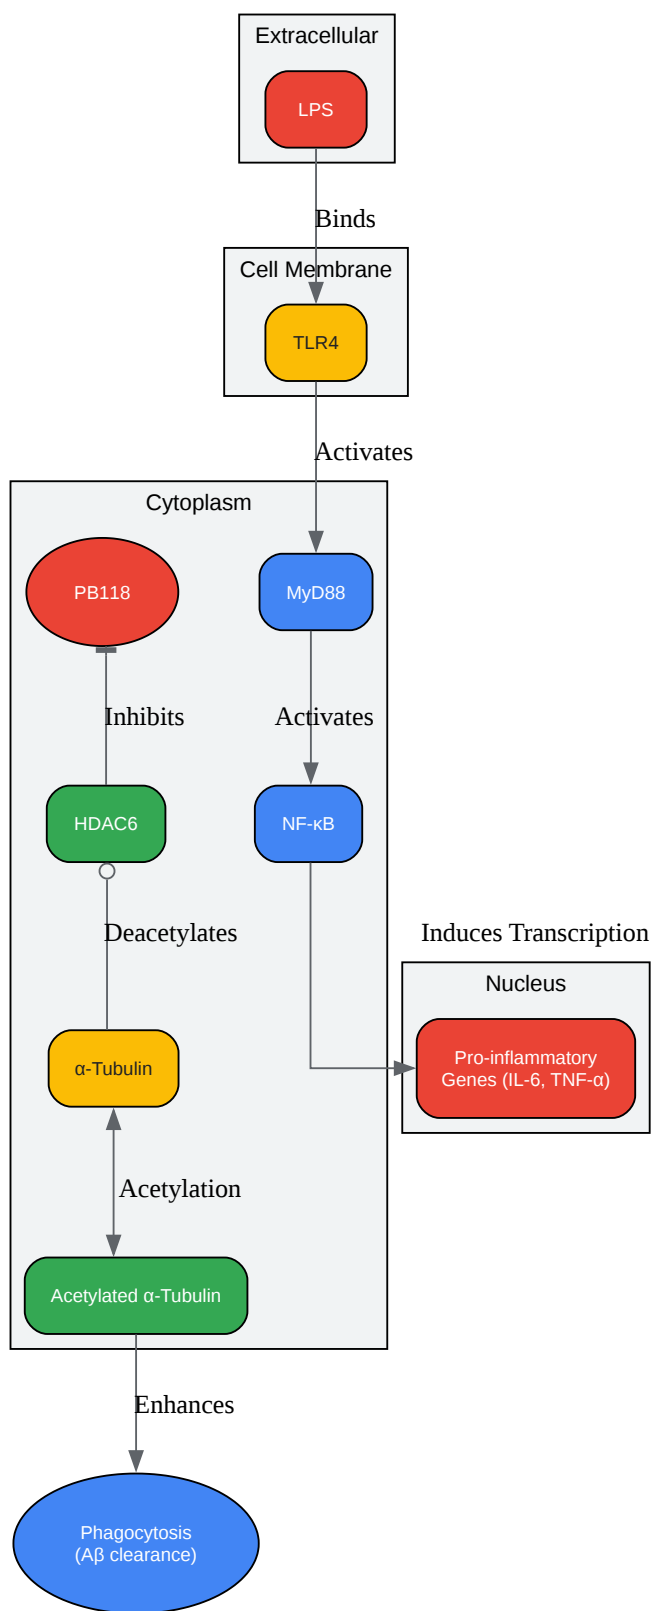 Extracellular
LPS
Binds
Cell Membrane
TLR4
Activates
Cytoplasm
PB118
MyD88
Inhibits
Activates
HDAC6
NF-κB
Deacetylates
Induces Transcription
Nucleus
α-Tubulin
Pro-inflammatory
Genes (IL-6, TNF-α)
Acetylation
Acetylated α-Tubulin
Enhances
Phagocytosis
(Aβ clearance)